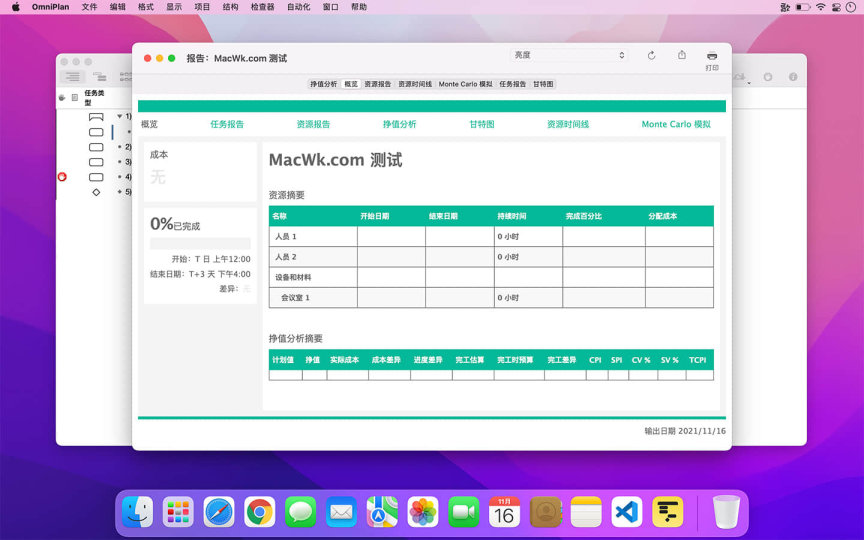 OmniPlan 文件 编辑 格式 显示 项目 结构 检查器 自动化 窗口 帮助
报告：MacWk.com 测试
亮度
打印
挣值分析 概览 资源报告 资源时间线 Monte Carlo 模拟 任务报告 甘特图
任务类型
1)
2)
3)
4)
5)
概览 任务报告 资源报告 挣值分析 甘特图 资源时间线 Monte Carlo 模拟
成本
无
0%已完成
开始： T 日 上午12:00
结束日期： T+3 天 下午4:00
差异： 无
MacWk.com 测试
资源摘要
名称 开始日期 结束日期 持续时间 完成百分比 分配成本
人员 1 0 小时
人员 2 0 小时
设备和材料
会议室 1 0 小时
挣值分析摘要
计划值 挣值 实际成本 成本差异 进度差异 完工估算 完工时预算 完工差异 CPI SPI CV % SV % TCPI
输出日期 2021/11/16
11月
16